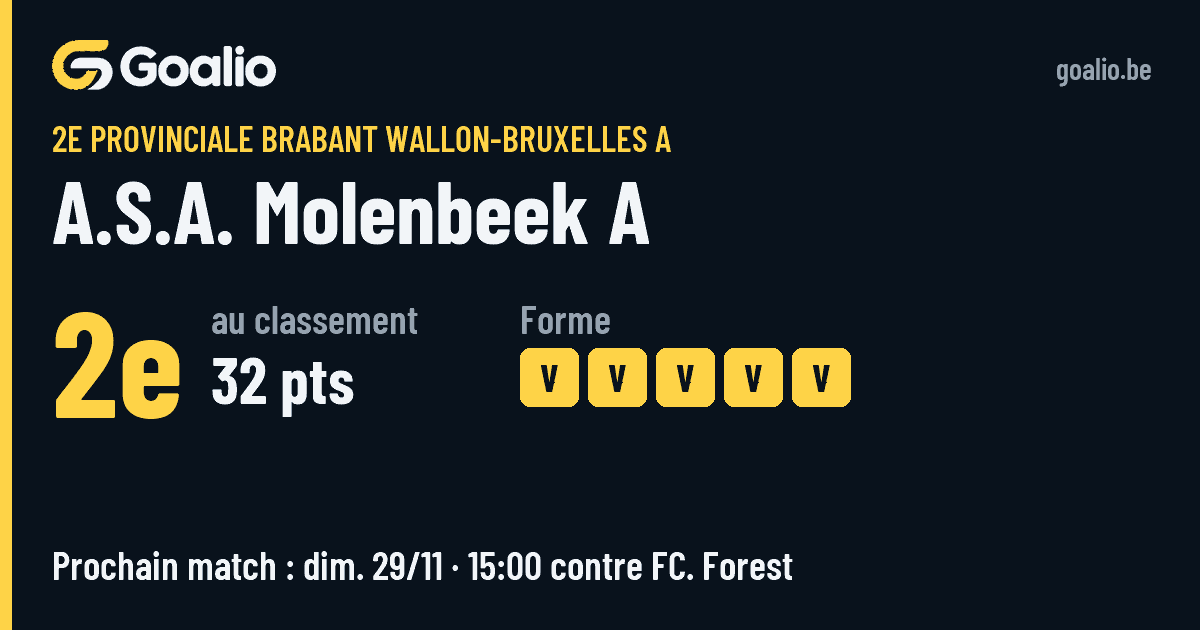 Goalio
goalio.be
2E PROVINCIALE BRABANT WALLON-BRUXELLES A
A.S.A. Molenbeek A
2e
au classement
32 pts
Forme
V V V V V
Prochain match : dim. 29/11 · 15:00 contre FC. Forest